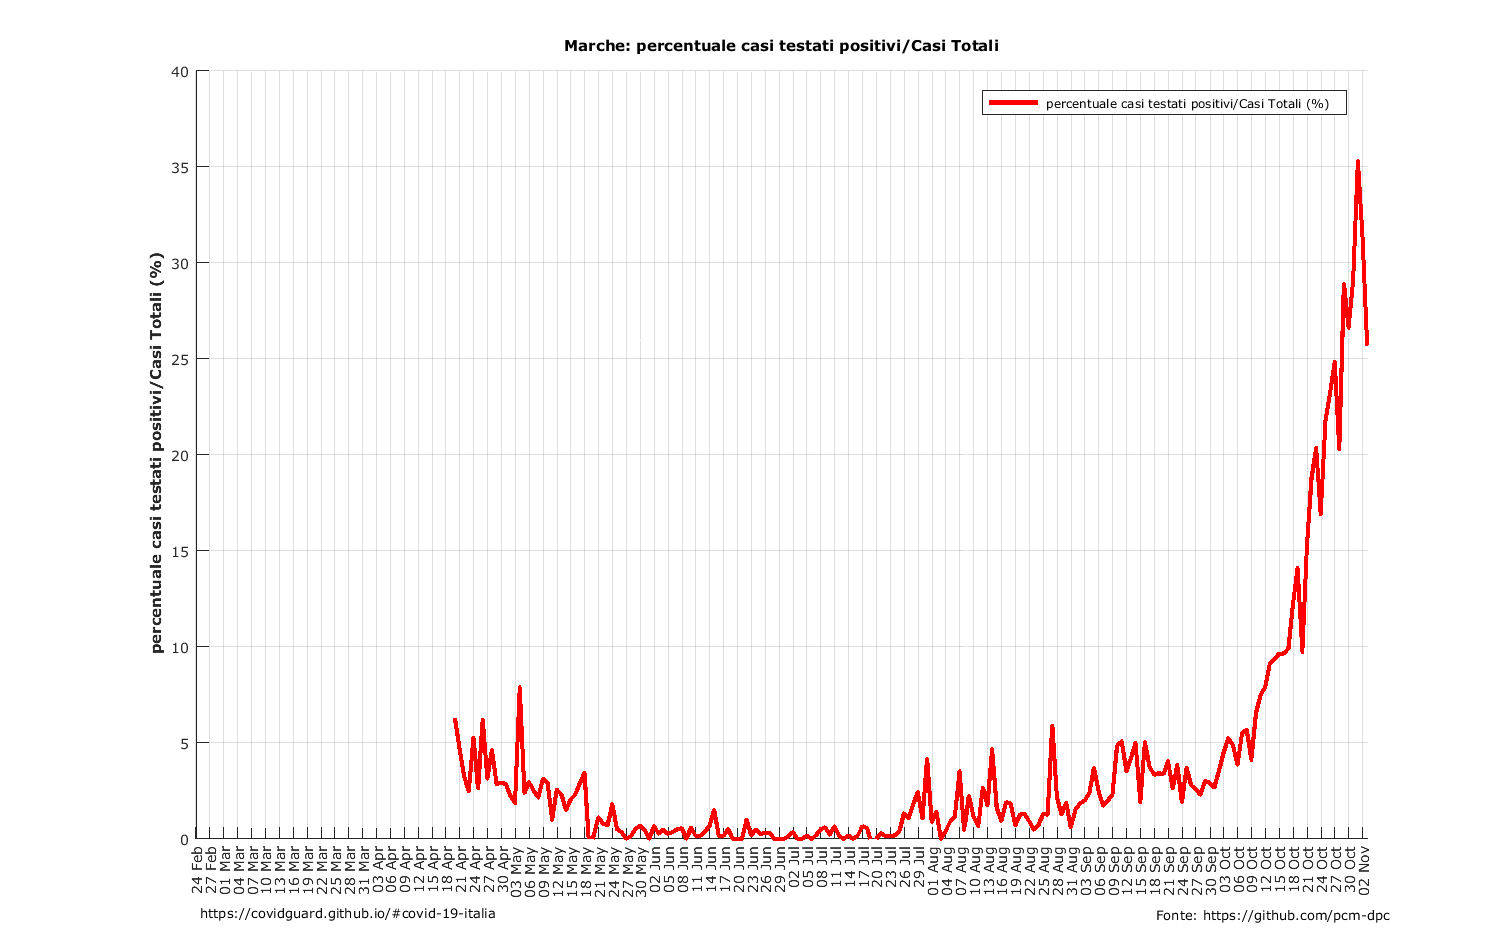 Marche: percentuale casi testati positivi/Casi Totali
percentuale casi testati positivi/Casi Totali (%)
percentuale casi testati positivi/Casi Totali (%)
40
35
30
25
20
15
10
5
0
24 Feb
27 Feb
01 Mar
04 Mar
07 Mar
10 Mar
13 Mar
16 Mar
19 Mar
22 Mar
25 Mar
28 Mar
31 Mar
03 Apr
06 Apr
09 Apr
12 Apr
15 Apr
18 Apr
21 Apr
24 Apr
27 Apr
30 Apr
03 May
06 May
09 May
12 May
15 May
18 May
21 May
24 May
27 May
30 May
02 Jun
05 Jun
08 Jun
11 Jun
14 Jun
17 Jun
20 Jun
23 Jun
26 Jun
29 Jun
02 Jul
05 Jul
08 Jul
11 Jul
14 Jul
17 Jul
20 Jul
23 Jul
26 Jul
29 Jul
01 Aug
04 Aug
07 Aug
10 Aug
13 Aug
16 Aug
19 Aug
22 Aug
25 Aug
28 Aug
31 Aug
03 Sep
06 Sep
09 Sep
12 Sep
15 Sep
18 Sep
21 Sep
24 Sep
27 Sep
30 Sep
03 Oct
06 Oct
09 Oct
12 Oct
15 Oct
18 Oct
21 Oct
24 Oct
27 Oct
30 Oct
02 Nov
https://covidguard.github.io/#covid-19-italia
Fonte: https://github.com/pcm-dpc